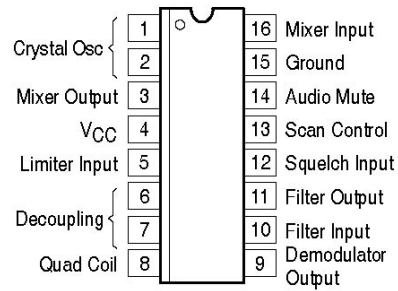 Crystal Osc
1
2
Mixer Output 3
VCC 4
Limiter Input 5
Decoupling
6
7
Quad Coil 8
16 Mixer Input
15 Ground
14 Audio Mute
13 Scan Control
12 Squelch Input
11 Filter Output
10 Filter Input
9 Demodulator
Output